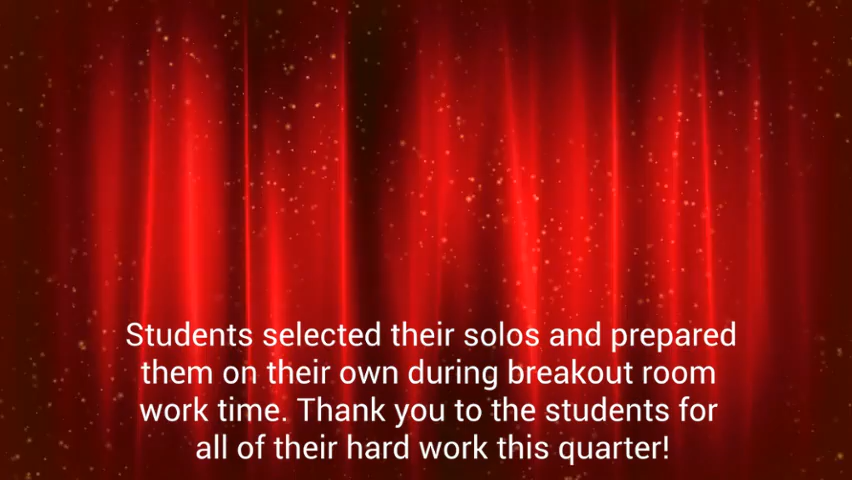 Students selected their solos and prepared
them on their own during breakout room
work time. Thank you to the students for
all of their hard work this quarter!